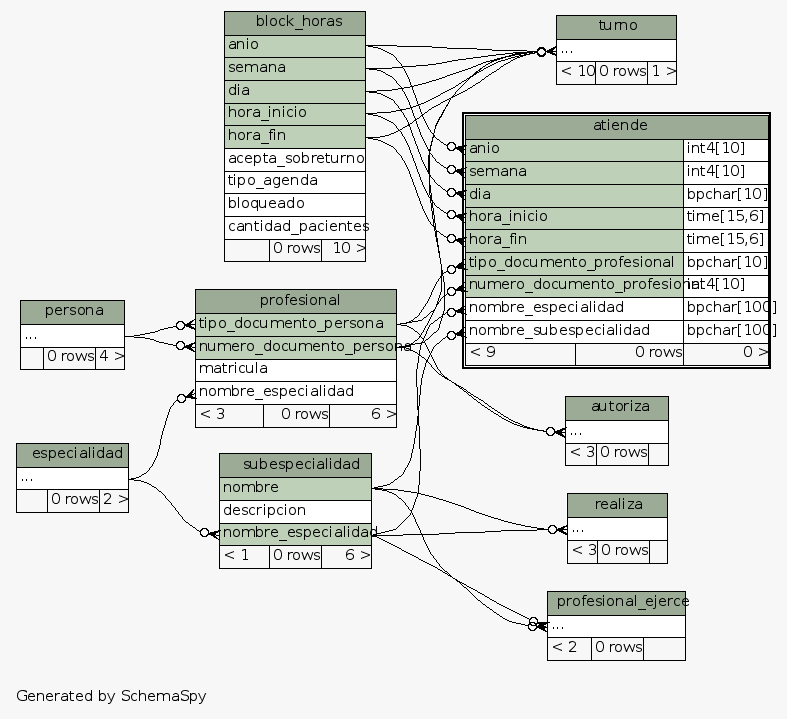 block_horas
anio
semana
dia
hora_inicio
hora_fin
acepta_sobreturno
tipo_agenda
bloqueado
cantidad_pacientes
0 rows 10 >
turno
...
< 10 0 rows 1 >
atiende
anio int4[10]
semana int4[10]
dia bpchar[10]
hora_inicio time[15,6]
hora_fin time[15,6]
tipo_documento_profesional bpchar[10]
numero_documento_profesional int4[10]
nombre_especialidad bpchar[100]
nombre_subespecialidad bpchar[100]
< 9 0 rows 0 >
persona
...
0 rows 4 >
profesional
tipo_documento_persona
numero_documento_persona
matricula
nombre_especialidad
< 3 0 rows 6 >
especialidad
...
0 rows 2 >
subespecialidad
nombre
descripcion
nombre_especialidad
< 1 0 rows 6 >
autoriza
...
< 3 0 rows
realiza
...
< 3 0 rows
profesional_ejerce
...
< 2 0 rows
Generated by SchemaSpy